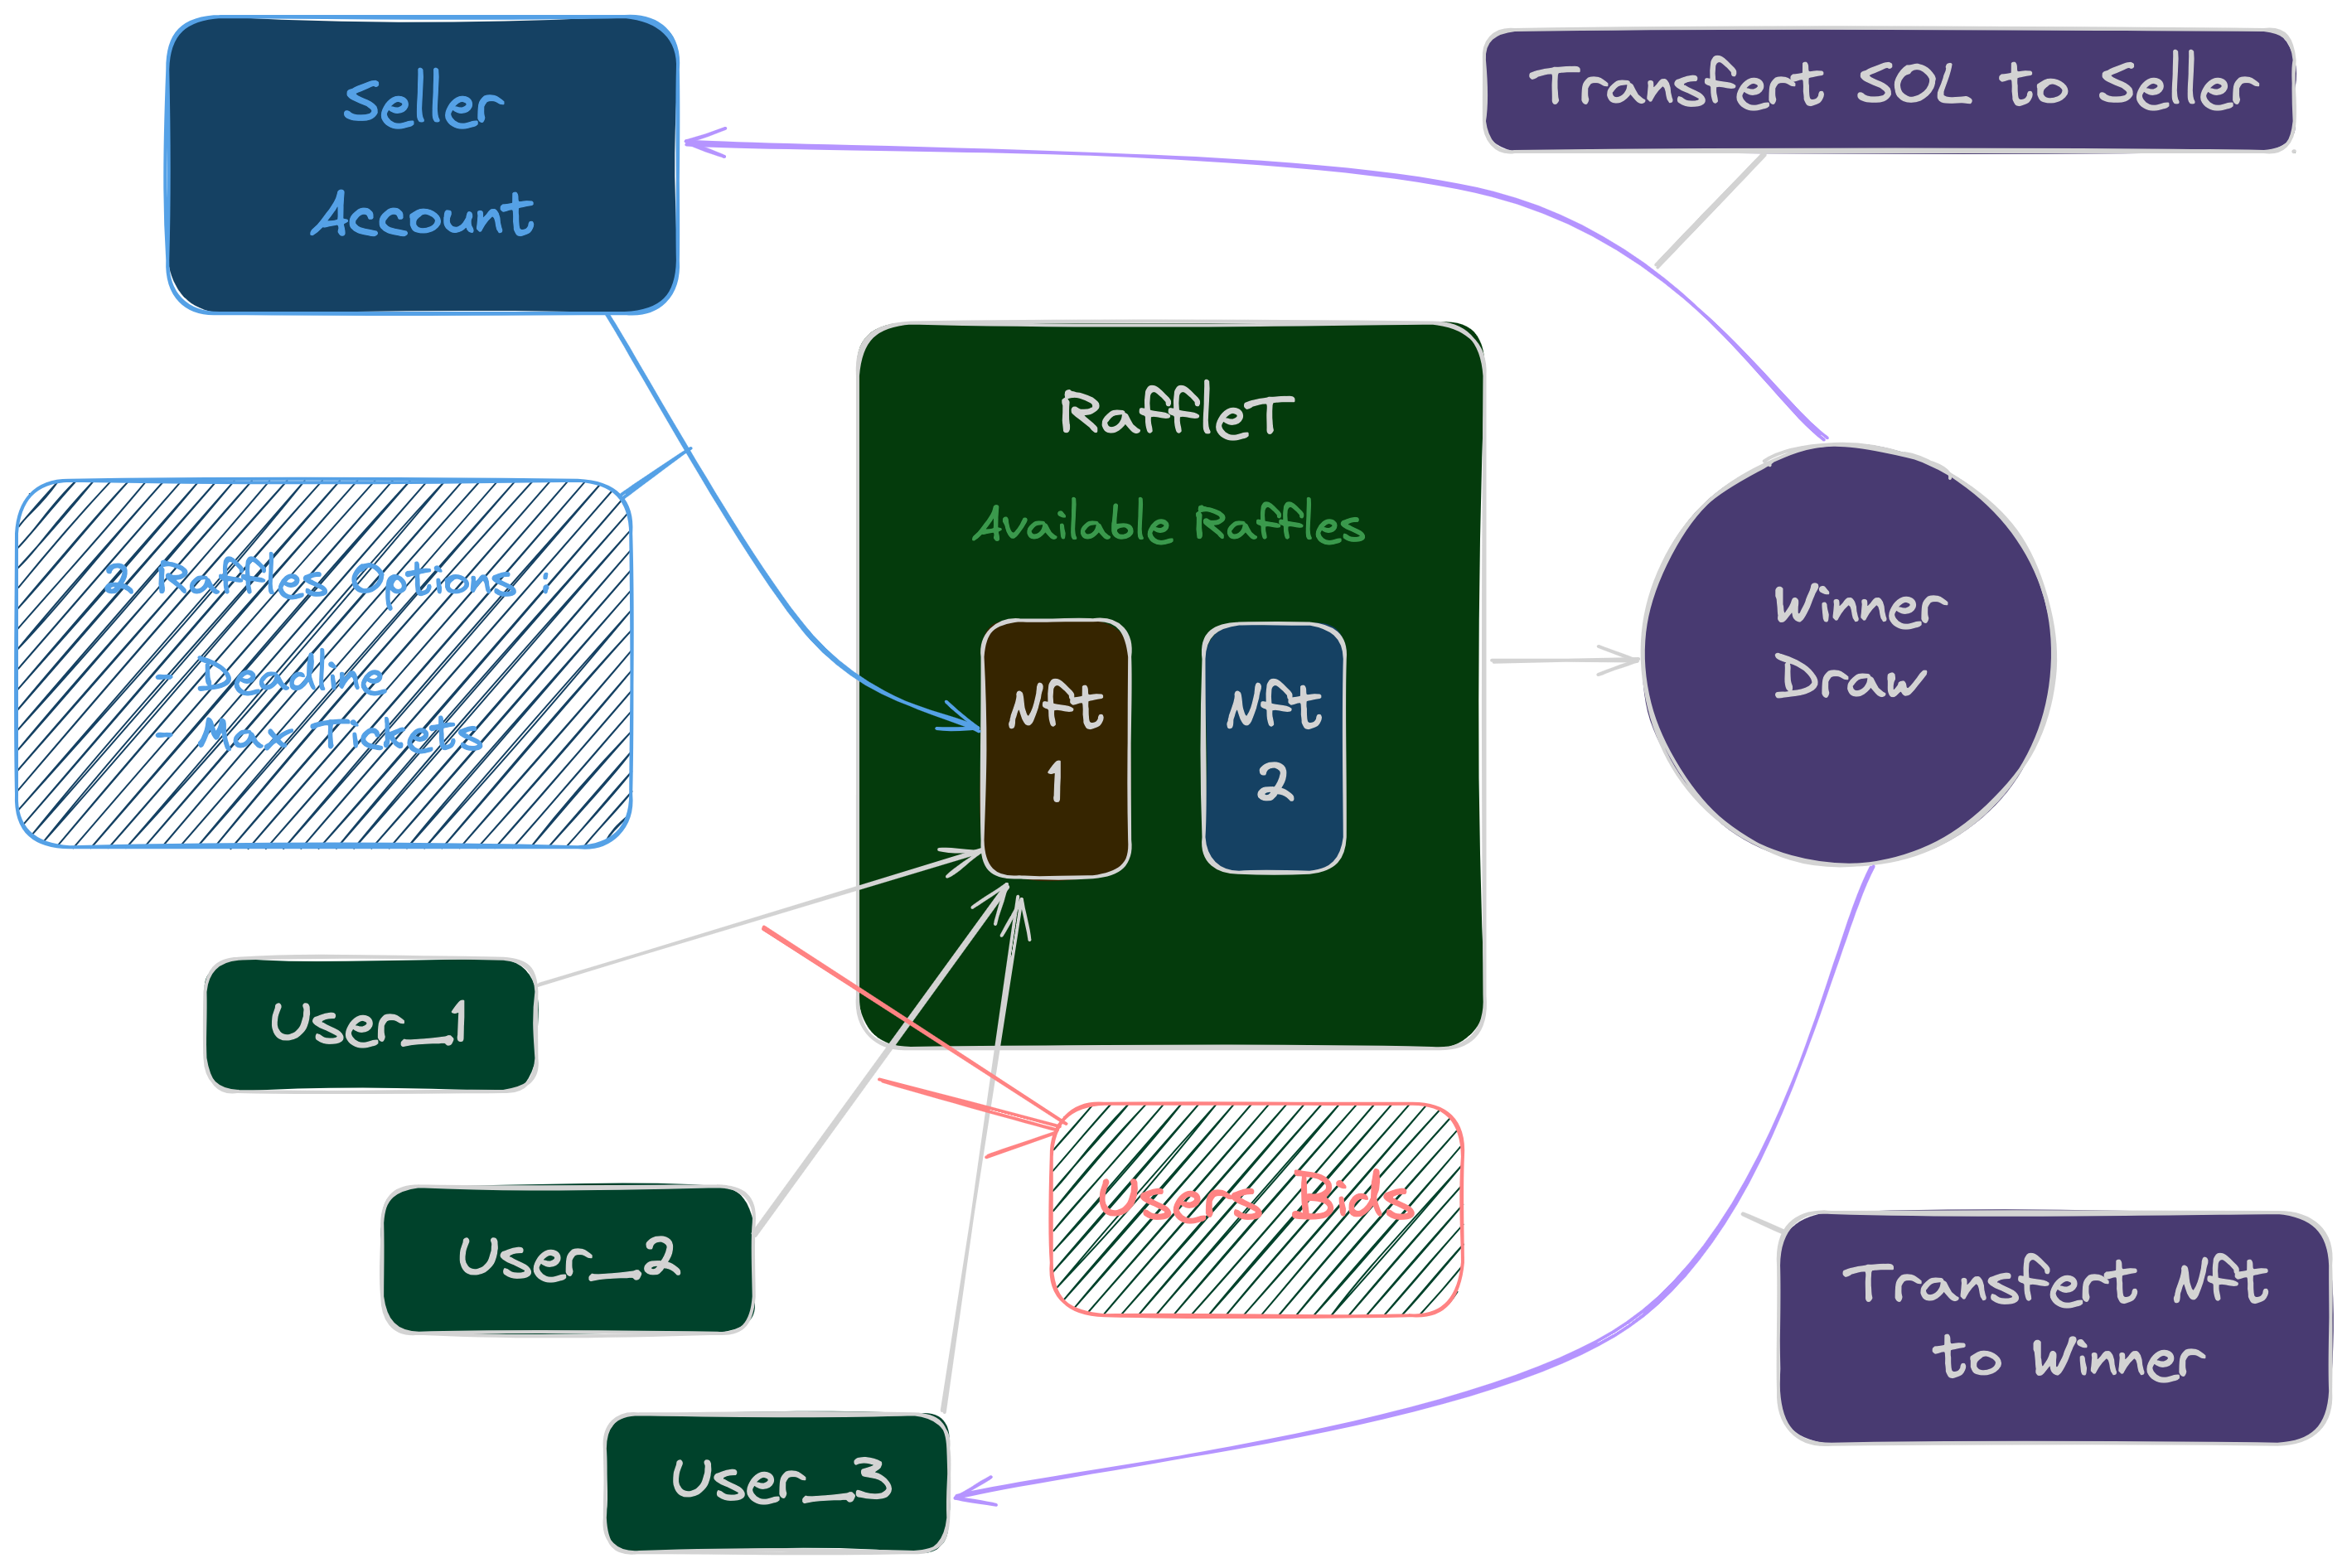 Seller
Account
Transfert SOL to Seller
RaffleT
Available Raffles
2 Raffles Options :
- Deadline
- Max Tickets
Nft
1
Nft
2
Winner
Draw
User_1
User_2
Users Bids
Transfert Nft
to Winner
User_3